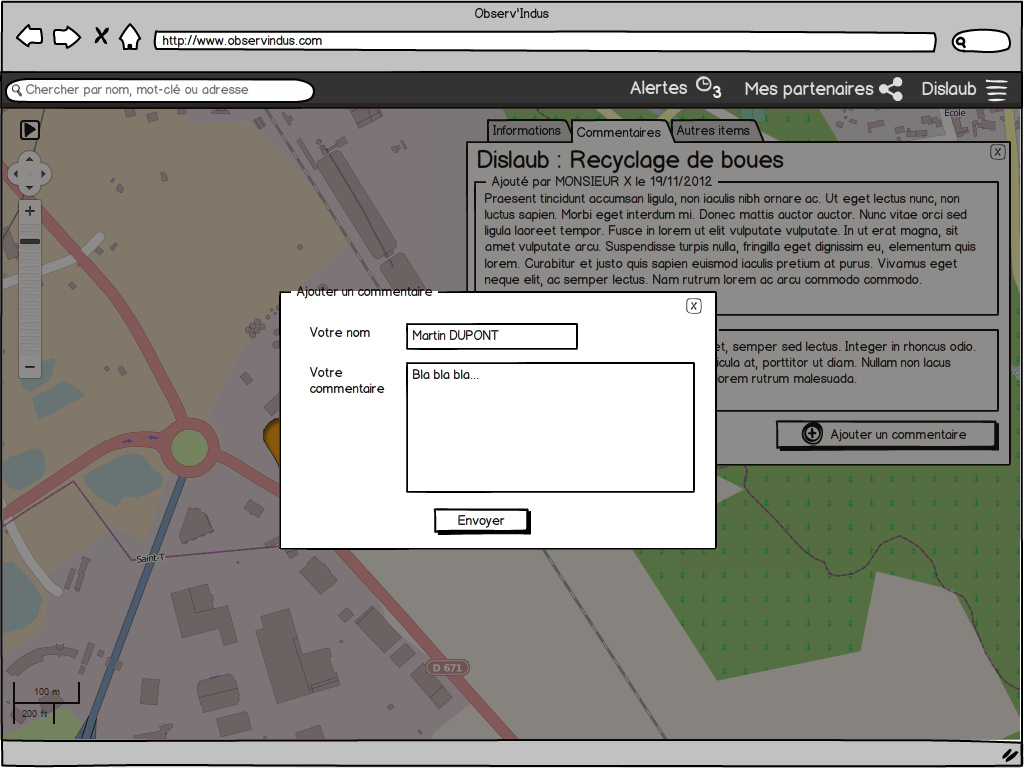 Observ'Indus
http://www.observindus.com
Chercher par nom, mot-clé ou adresse
Alertes 3 Mes partenaires Dislaub
École
Informations Commentaires Autres items
X
Dislaub : Recyclage de boues
Ajouté par MONSIEUR X le 19/11/2012
Praesent tincidunt accumsan ligula, non iaculis nibh ornare ac. Ut eget lectus nunc, non
luctus sapien. Morbi eget interdum mi. Donec mattis auctor auctor. Nunc vitae orci sed
ligula laoreet tempor. Fusce in lorem ut elit vulputate vulputate. In ut erat magna, sit
amet vulputate arcu. Suspendisse turpis nulla, fringilla eget dignissim eu, elementum quis
lorem. Curabitur et justo quis sapien euismod iaculis pretium at purus. Vivamus eget
neque elit, ac semper lectus. Nam rutrum lorem ac arcu commodo commodo.
et, semper sed lectus. Integer in rhoncus odio.
icula at, porttitor ut diam. Nullam non lacus
orem rutrum malesuada.
Ajouter un commentaire
Ajouter un commentaire
X
Votre nom
Martin DUPONT
Votre
commentaire
Bla bla bla...
Envoyer
Saint-T
D 671
100 m
200 ft